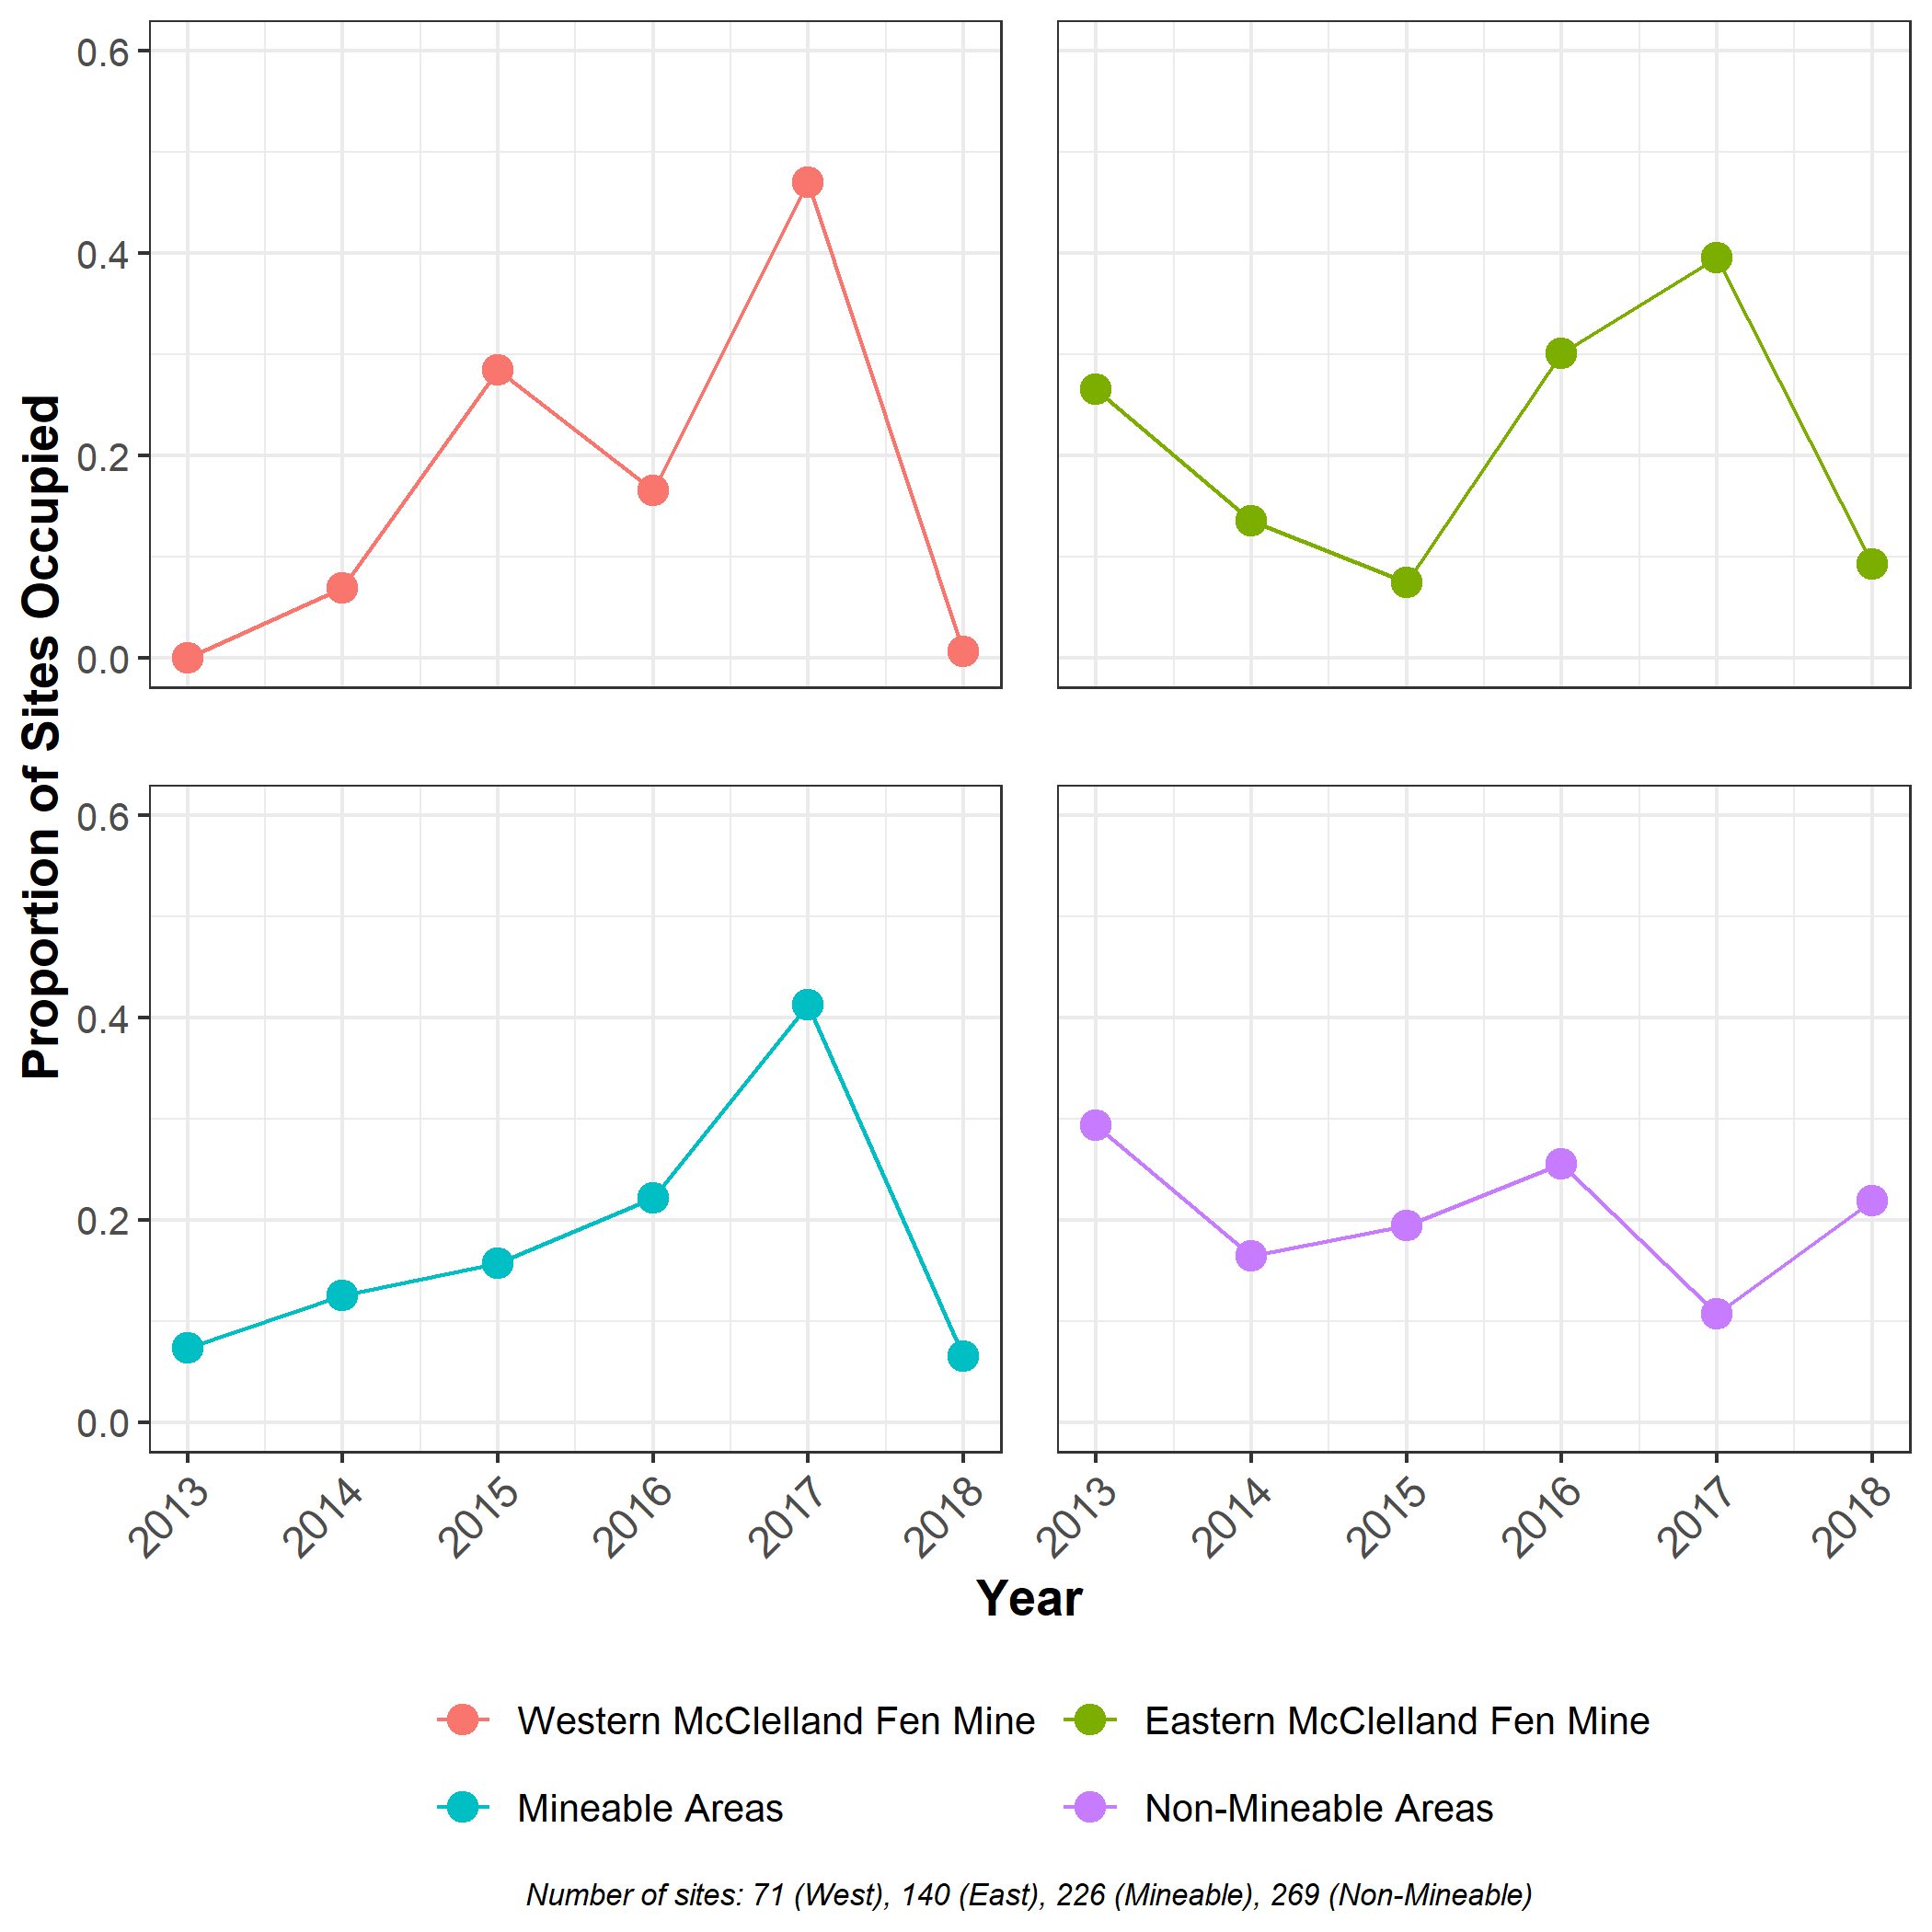 Proportion of Sites Occupied
0.6
0.4
0.2
0.0
0.6
0.4
0.2
0.0
2013 2014 2015 2016 2017 2018 2013 2014 2015 2016 2017 2018
Year
Western McClelland Fen Mine Eastern McClelland Fen Mine
Mineable Areas Non-Mineable Areas
Number of sites: 71 (West), 140 (East), 226 (Mineable), 269 (Non-Mineable)